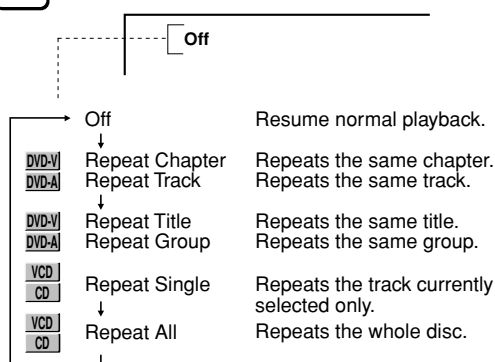 Off
Off Resume normal playback.
DVD-V Repeat Chapter Repeats the same chapter.
DVD-A Repeat Track Repeats the same track.
DVD-V Repeat Title Repeats the same title.
DVD-A Repeat Group Repeats the same group.
VCD
CD Repeat Single Repeats the track currently
selected only.
VCD
CD Repeat All Repeats the whole disc.